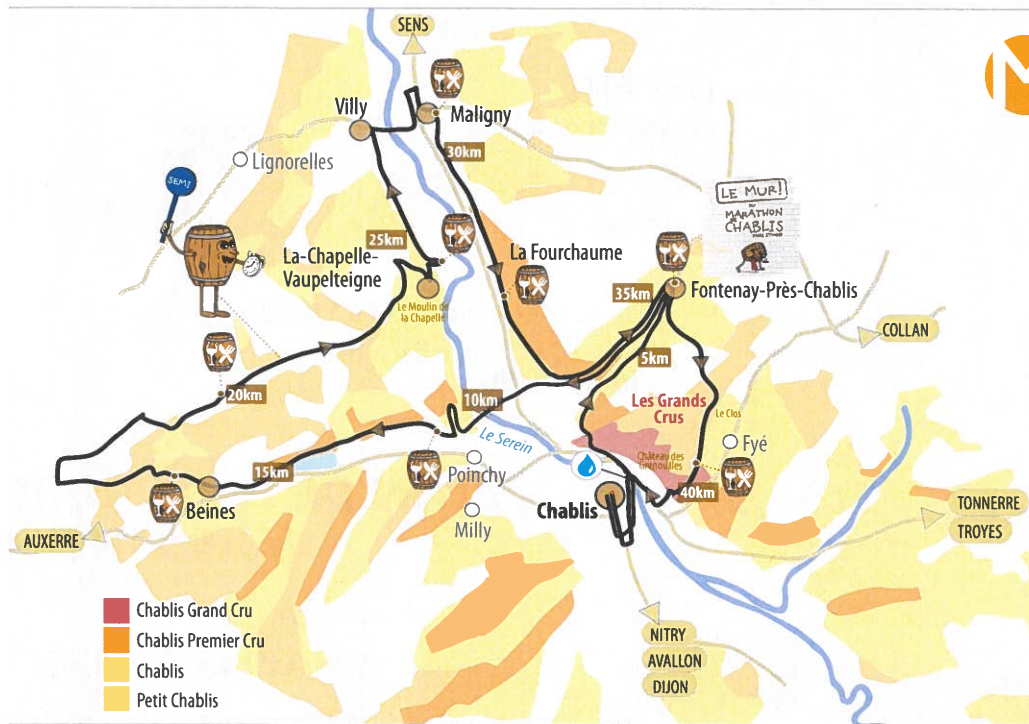 SENS
M
Villy
Maligny
30km
Lignorelles
SEMI
LE MUR!
DU
MARATHON
DE
CHABLIS
25km
La-Chapelle-
Vaupelteigne
La Fourchaume
Le Moulin de
la Chapelle
35km
Fontenay-Près-Chablis
COLLAN
5km
20km
10km
Les Grands
Crus
Le Clos
Le Serein
Fyé
15km
Poinchy
Château des
Grenouilles
Beines
Chablis
40km
Milly
TONNERRE
TROYES
AUXERRE
Chablis Grand Cru
Chablis Premier Cru
Chablis
Petit Chablis
NITRY
AVALLON
DIJON